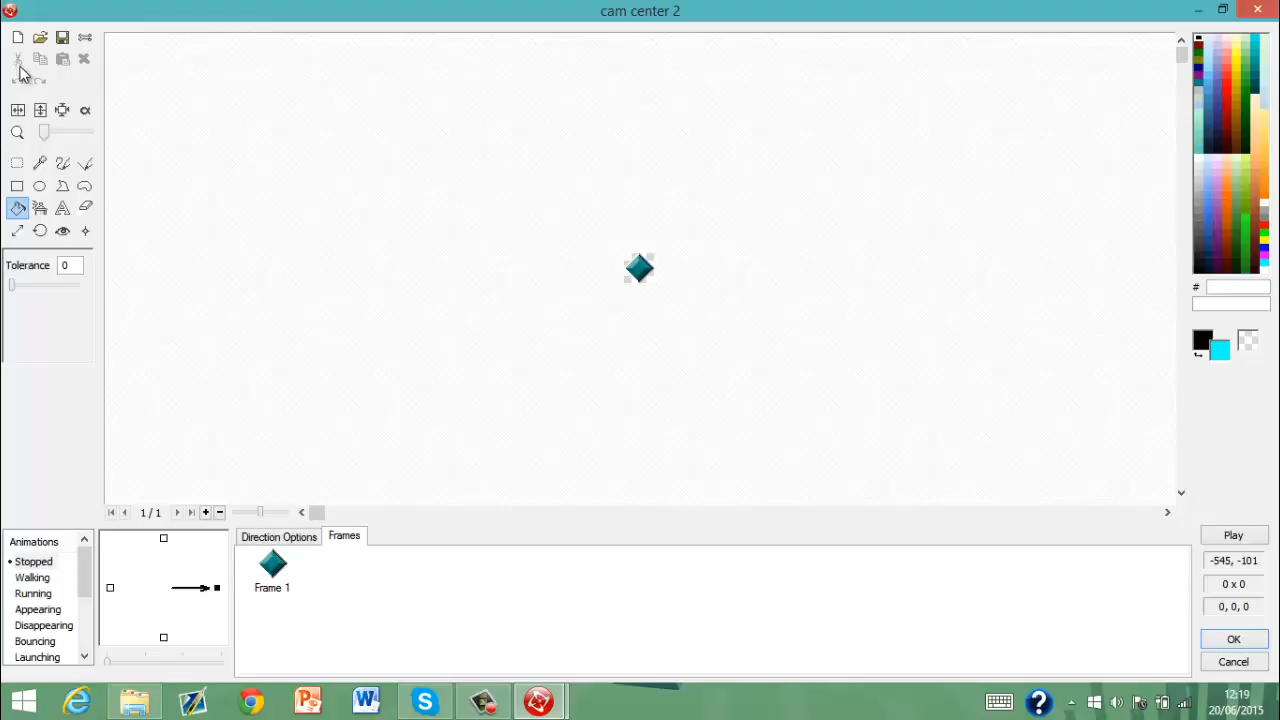 cam center 2
Tolerance 0
#
1 / 1
Animations
Stopped
Walking
Running
Appearing
Disappearing
Bouncing
Launching
Direction Options
Frames
Frame 1
Play
-545, -101
0 x 0
0, 0, 0
OK
Cancel
12:19
20/06/2015